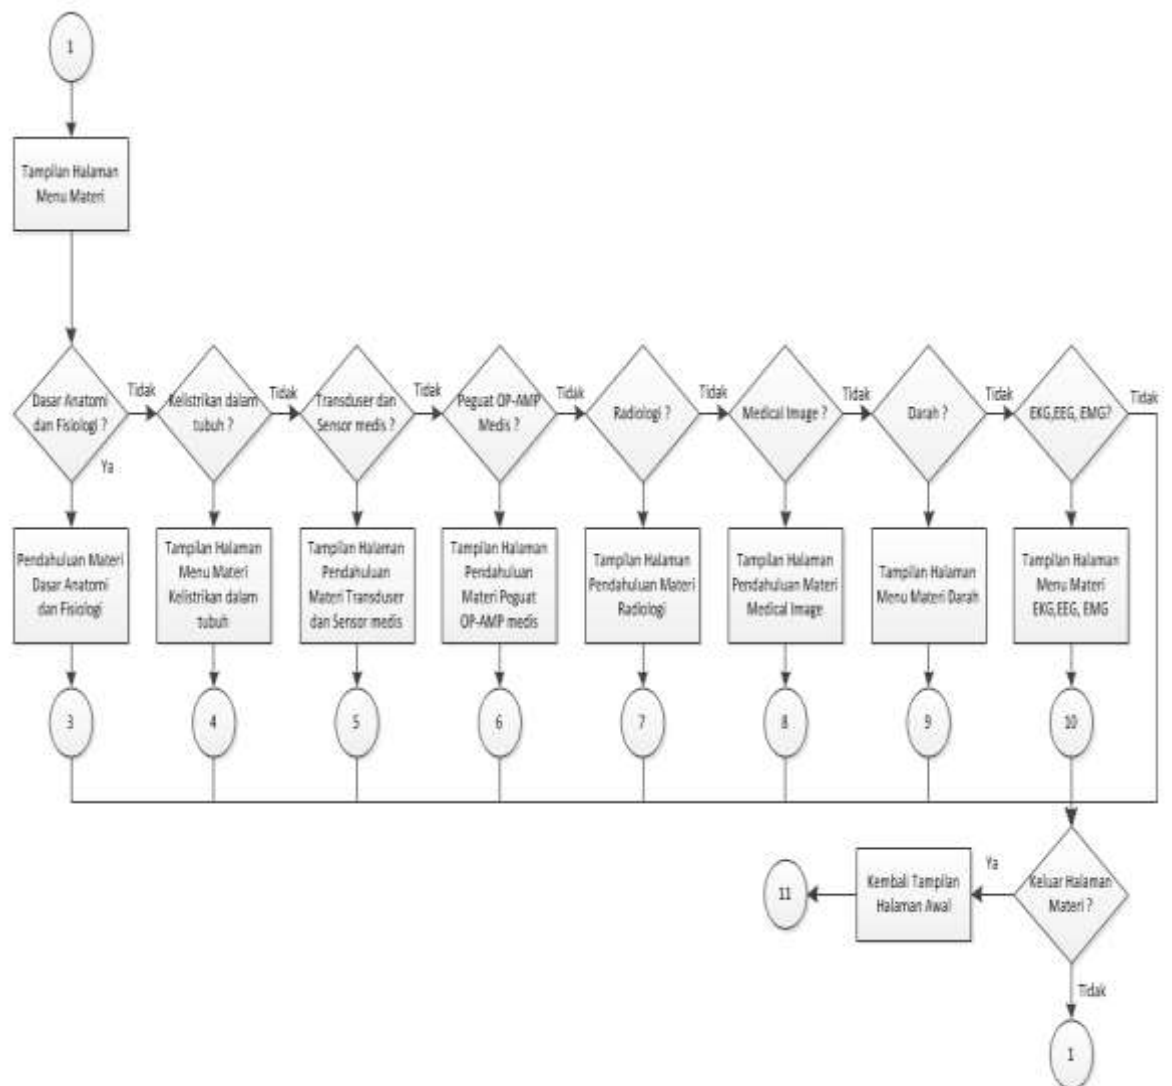 1
Tampilan Halaman
Menu Materi
Dasar Anatomi
dan Fisiologi ?
Tidak
Kelistrikan dalam
tubuh ?
Tidak
Transduser dan
Sensor medis ?
Tidak
Peguat OP-AMP
Medis ?
Tidak
Radiologi ?
Tidak
Medical Image ?
Tidak
Darah ?
Tidak
EKG,EEG, EMG?
Tidak
Ya
Pendahuluan Materi
Dasar Anatomi
dan Fisiologi
Tampilan Halaman
Menu Materi
Kelistrikan dalam
tubuh
Tampilan Halaman
Pendahuluan
Materi Transduser
dan Sensor medis
Tampilan Halaman
Pendahuluan
Materi Peguat
OP-AMP medis
Tampilan Halaman
Pendahuluan Materi
Radiologi
Tampilan Halaman
Pendahuluan Materi
Medical Image
Tampilan Halaman
Menu Materi Darah
Tampilan Halaman
Menu Materi
EKG,EEG, EMG
3
4
5
6
7
8
9
10
11
Kembali Tampilan
Halaman Awal
Ya
Keluar Halaman
Materi ?
Tidak
1